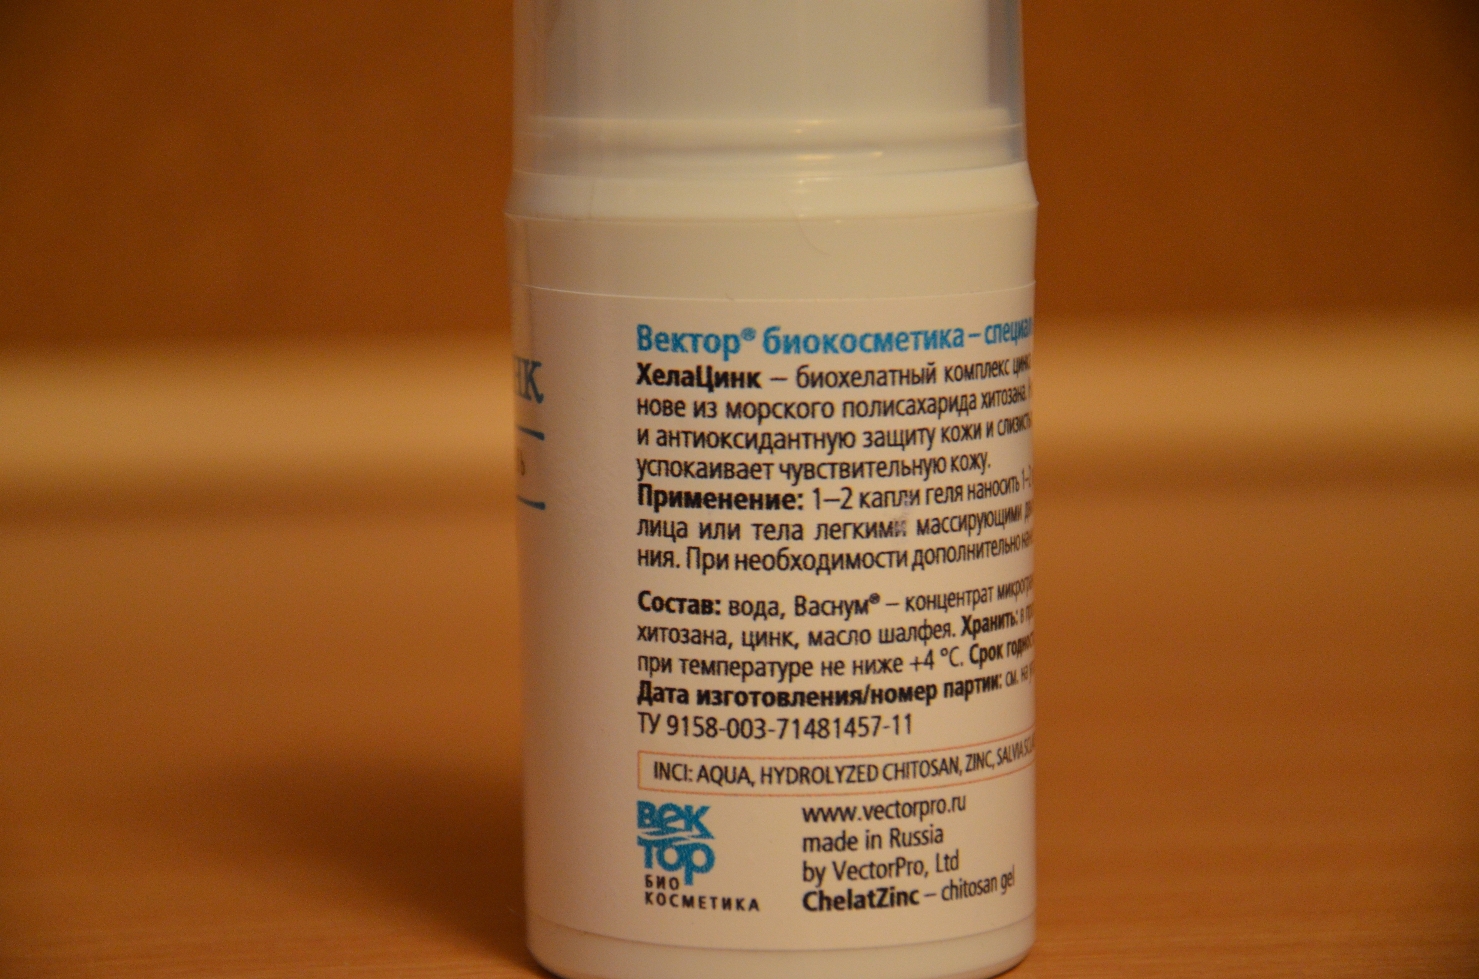 Вектор® биокосметика –
ХелаЦинк – биохелатный комплекс
нове из морского полисахарида хитозана.
и антиоксидантную защиту кожи и
успокаивает чувствительную кожу.
Применение: 1–2 капли геля наносить 1–2
лица или тела легкими массирующими
ния. При необходимости дополнительно
Состав: вода, Васнум® – концентрат
хитозана, цинк, масло шалфея. Хранить: в
при температуре не ниже +4 °С. Срок
Дата изготовления/номер партии: см. на
ТУ 9158-003-71481457-11
INCI: AQUA, HYDROLYZED CHITOSAN, ZINC, SALVIA
Век
тор
БИО
КОСМЕТИКА
www.vectorpro.ru
made in Russia
by VectorPro, Ltd
ChelatZinc – chitosan gel